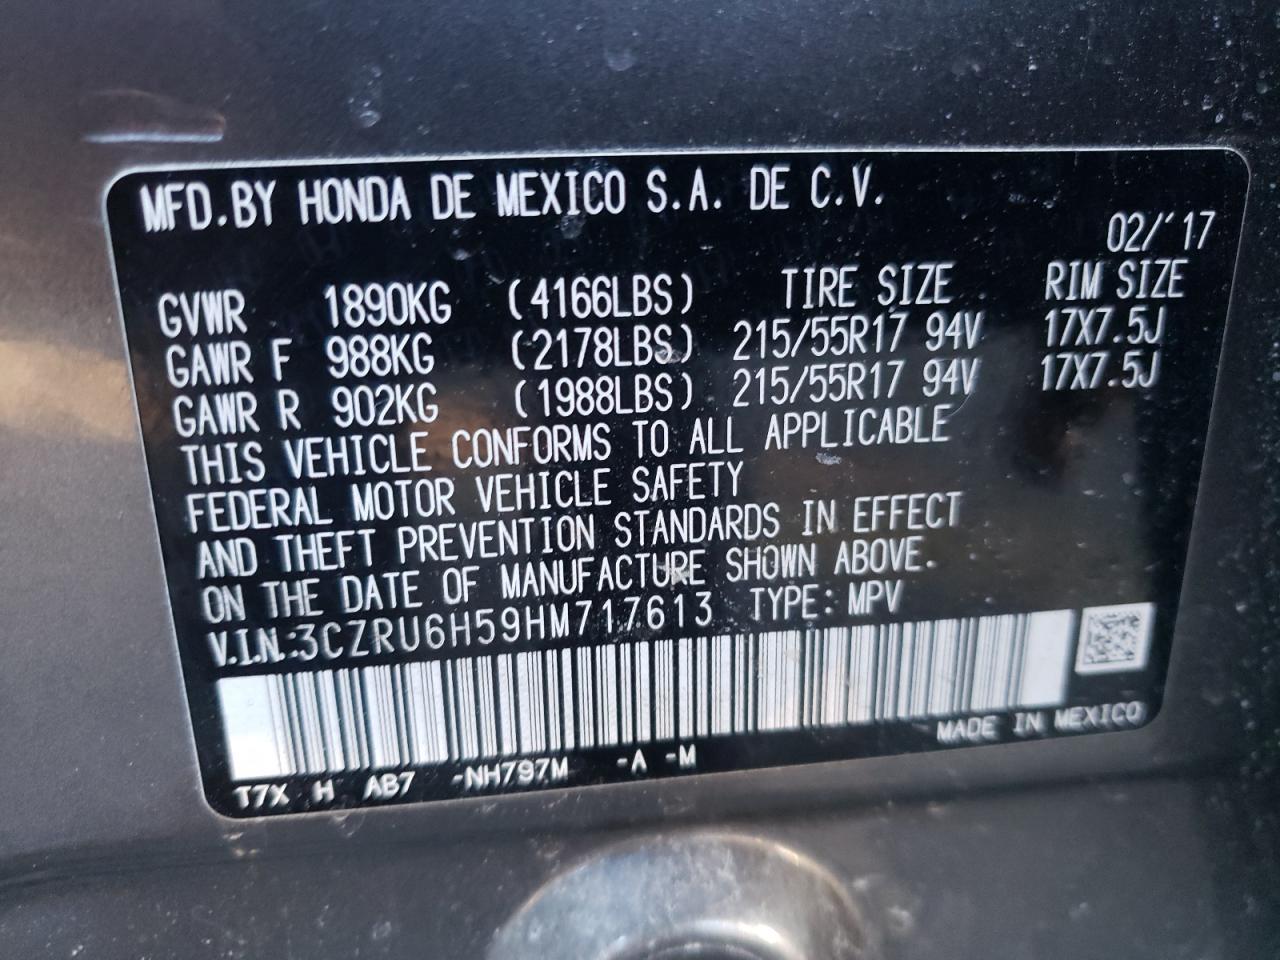 MFD.BY HONDA DE MEXICO S.A. DE C.V.
02/'17
GVWR 1890KG (4166LBS) TIRE SIZE RIM SIZE
GAWR F 988KG (2178LBS) 215/55R17 94V 17X7.5J
GAWR R 902KG (1988LBS) 215/55R17 94V 17X7.5J
THIS VEHICLE CONFORMS TO ALL APPLICABLE
FEDERAL MOTOR VEHICLE SAFETY
AND THEFT PREVENTION STANDARDS IN EFFECT
ON THE DATE OF MANUFACTURE SHOWN ABOVE.
V.I.N.:3CZRU6H59HM717613 TYPE: MPV
MADE IN MEXICO
T7X H AB7 -NH797M -A -M